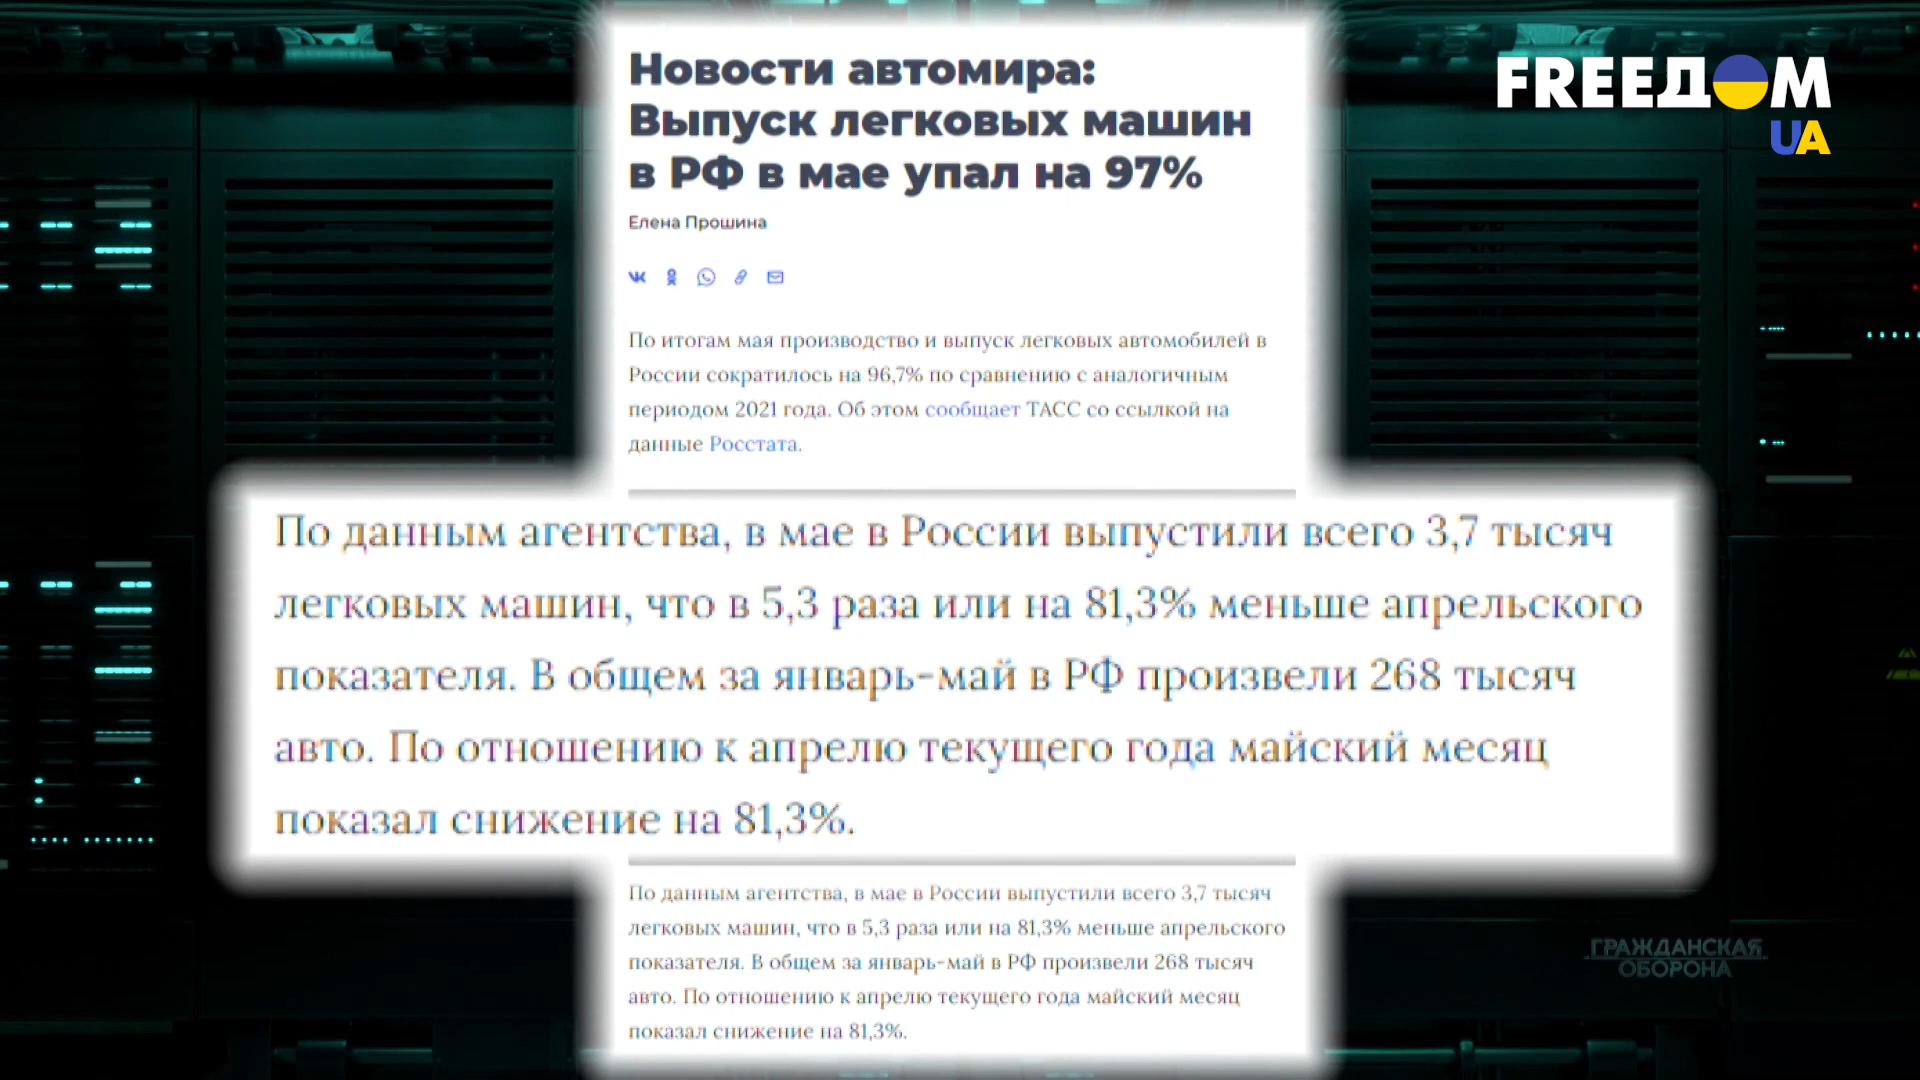 Новости автомира:
Выпуск легковых машин
в РФ в мае упал на 97%
Елена Прошина
По итогам мая производство и выпуск легковых автомобилей в
России сократилось на 96,7% по сравнению с аналогичным
периодом 2021 года. Об этом сообщает ТАСС со ссылкой на
данные Росстата.
По данным агентства, в мае в России выпустили всего 3,7 тысяч
легковых машин, что в 5,3 раза или на 81,3% меньше апрельского
показателя. В общем за январь-май в РФ произвели 268 тысяч
авто. По отношению к апрелю текущего года майский месяц
показал снижение на 81,3%.
По данным агентства, в мае в России выпустили всего 3,7 тысяч
легковых машин, что в 5,3 раза или на 81,3% меньше апрельского
показателя. В общем за январь-май в РФ произвели 268 тысяч
авто. По отношению к апрелю текущего года майский месяц
показал снижение на 81,3%.
FREEДOM
UA
ГРАЖДАНСКАЯ
ОБОРОНА